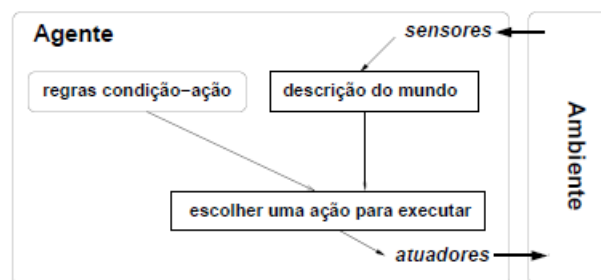 Agente
sensores
regras condição-ação
descrição do mundo
Ambiente
escolher uma ação para executar
atuadores